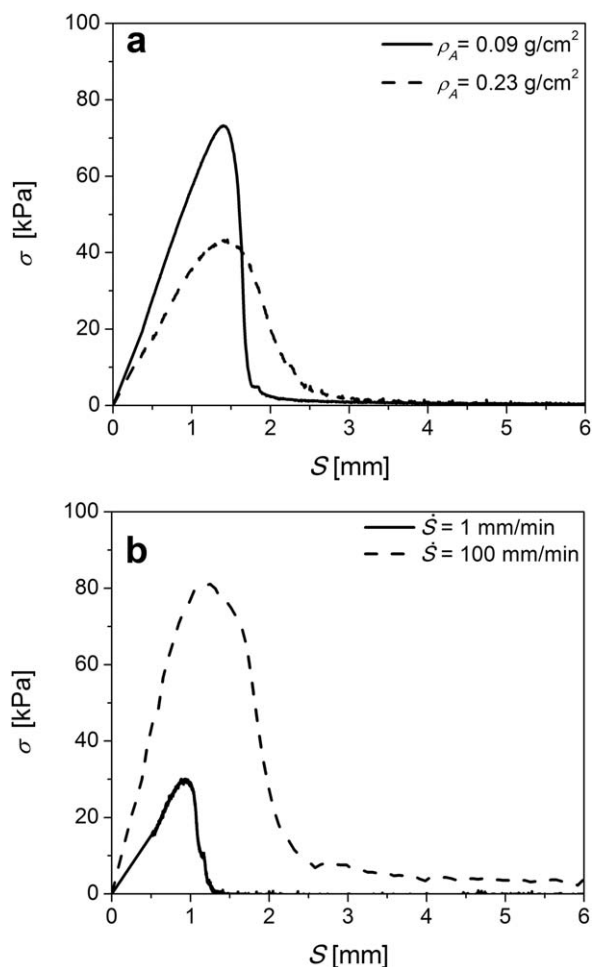 a
ρ_A = 0.09 g/cm²
ρ_A = 0.23 g/cm²
100
80
60
40
20
0
σ [kPa]
0 1 2 3 4 5 6
S [mm]
b
Ṡ = 1 mm/min
Ṡ = 100 mm/min
100
80
60
40
20
0
σ [kPa]
0 1 2 3 4 5 6
S [mm]